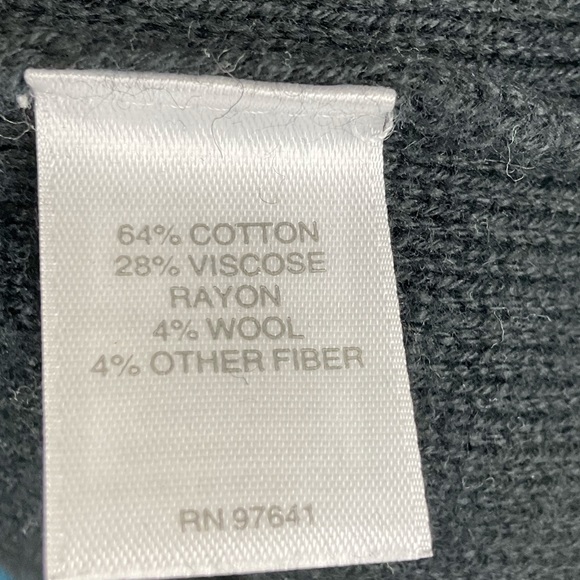 64% COTTON
28% VISCOSE
RAYON
4% WOOL
4% OTHER FIBER
RN 97641